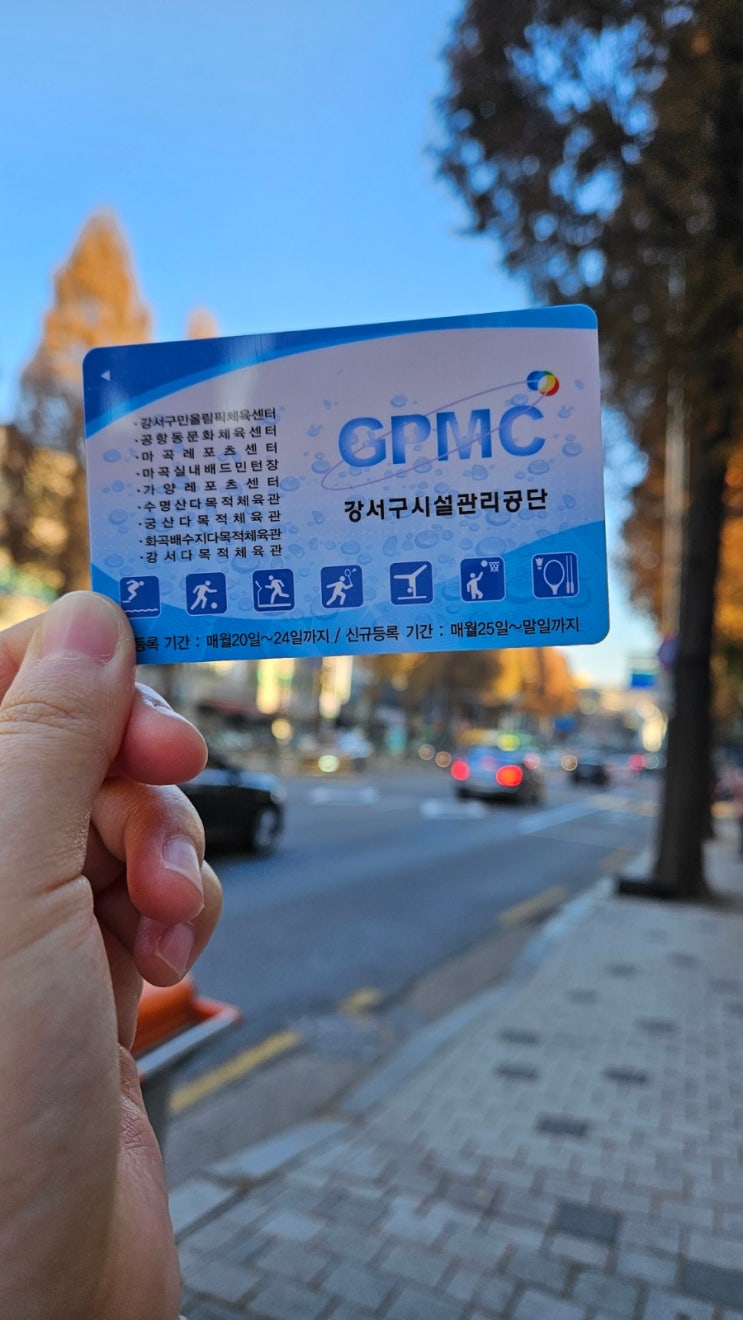 ·강서구민올림픽체육센터
·공항동문화체육센터
·마곡레포츠센터
·마곡실내배드민턴장
·가양레포츠센터
·수명산다목적체육관
·궁산다목적체육관
·화곡배수지다목적체육관
·강서다목적체육관
GPMC
강서구시설관리공단
등록 기간 : 매월20일~24일까지 / 신규등록 기간 : 매월25일~말일까지